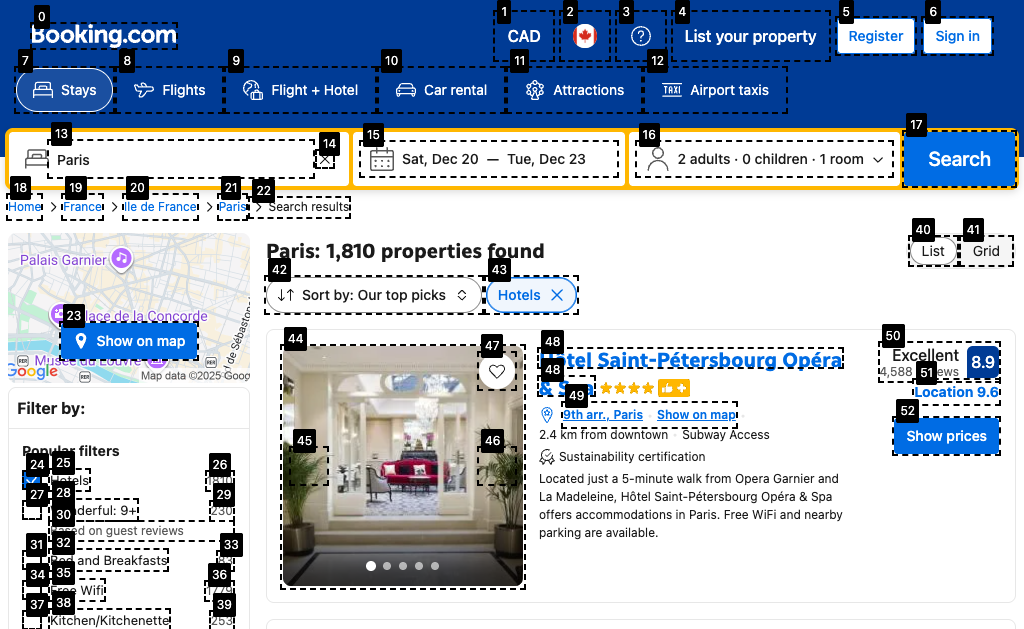 Booking.com
CAD
List your property
Register
Sign in
Stays
Flights
Flight + Hotel
Car rental
Attractions
Airport taxis
Paris
Sat, Dec 20 — Tue, Dec 23
2 adults · 0 children · 1 room
Search
Home
France
Ile de France
Paris
Search results
Palais Garnier
Place de la Concorde
Show on map
Musée du Louvre
de Sébasto
Google
Map data ©2025 Goog
Filter by:
Popular filters
Hotels
1810
Wonderful: 9+
230
Based on guest reviews
Bed and Breakfasts
83
Free Wifi
Kitchen/Kitchenette
253
Paris: 1,810 properties found
List
Grid
Sort by: Our top picks
Hotels
Hotel Saint-Pétersbourg Opéra
& Spa
9th arr., Paris
Show on map
2.4 km from downtown · Subway Access
Sustainability certification
Located just a 5-minute walk from Opera Garnier and
La Madeleine, Hôtel Saint-Pétersbourg Opéra & Spa
offers accommodations in Paris. Free WiFi and nearby
parking are available.
Excellent
4,588 reviews
8.9
Location 9.6
Show prices
0
1
2
3
4
5
6
7
8
9
10
11
12
13
14
15
16
17
18
19
20
21
22
23
24
25
26
27
28
29
30
31
32
33
34
35
36
37
38
39
40
41
42
43
44
45
46
47
48
48
49
50
51
52